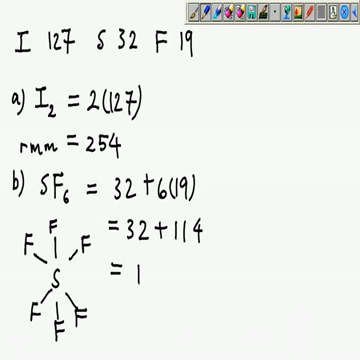 I 127 S 32 F 19
a) I₂ = 2(127)
rmm = 254
b) SF₆ = 32 + 6(19)
= 32 + 114
= 1
F
F F
S
F F F